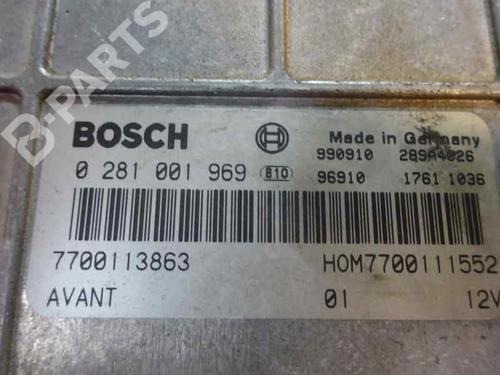 B-PARTS
BOSCH
Made in Germany
990910 289A4026
0 281 001 969 810 96910 1761 1036
7700113863 HOM7700111552
AVANT 01 12V